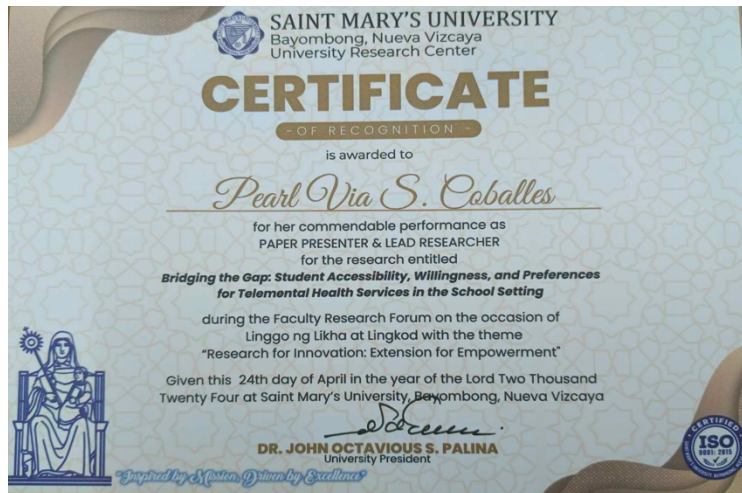 SAINT MARY'S UNIVERSITY
Bayombong, Nueva Vizcaya
University Research Center
CERTIFICATE
- OF RECOGNITION -
is awarded to
Pearl Via S. Coballes
for her commendable performance as
PAPER PRESENTER & LEAD RESEARCHER
for the research entitled
Bridging the Gap: Student Accessibility, Willingness, and Preferences
for Telemental Health Services in the School Setting
during the Faculty Research Forum on the occasion of
Linggo ng Likha at Lingkod with the theme
"Research for Innovation: Extension for Empowerment"
Given this 24th day of April in the year of the Lord Two Thousand
Twenty Four at Saint Mary's University, Bayombong, Nueva Vizcaya
DR. JOHN OCTAVIOUS S. PALINA
University President
"Inspired by Mission, Driven by Excellence"
CERTIFIED
ISO
9001: 2015